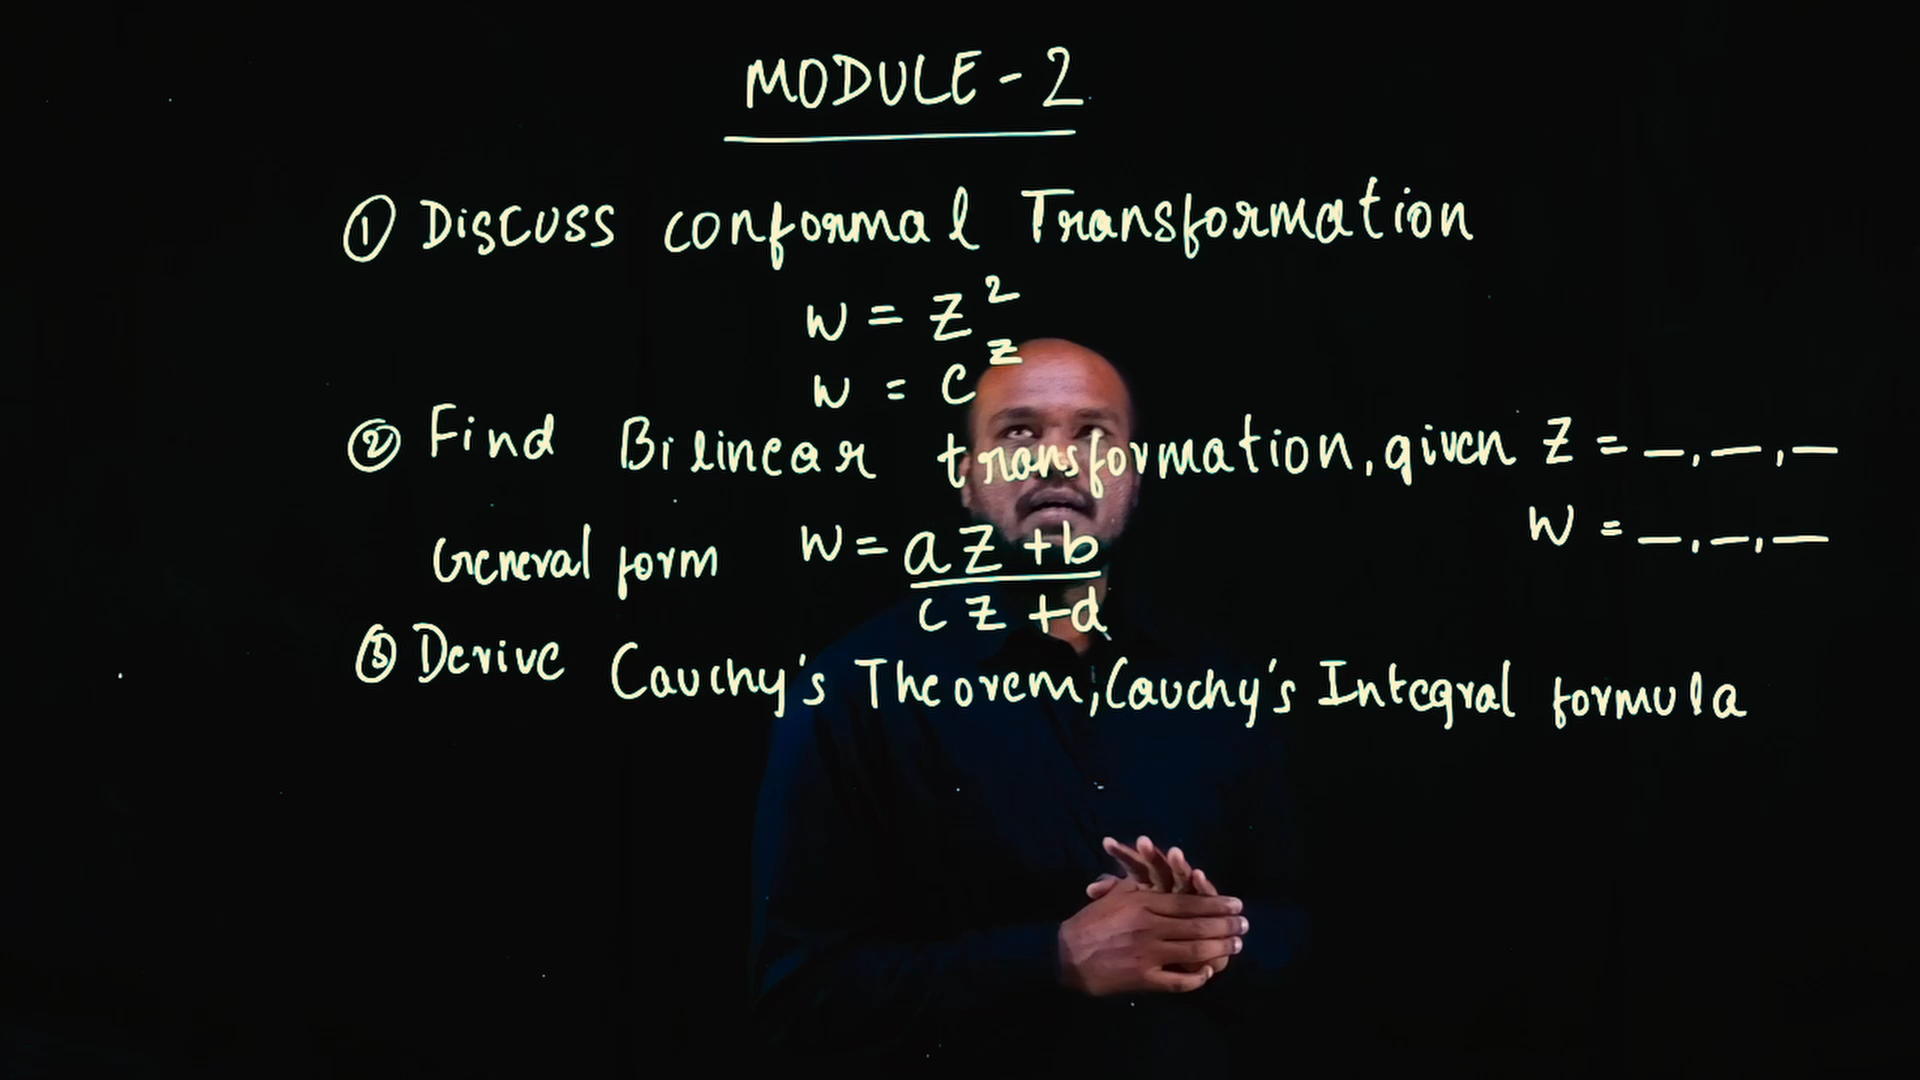 MODULE - 2
① Discuss conformal Transformation
w = z²
w = e^z
② Find Bilinear transformation, given z = _, _, _
w = _, _, _
General form w = az + b / cz + d
③ Derive Cauchy's Theorem, Cauchy's Integral formula